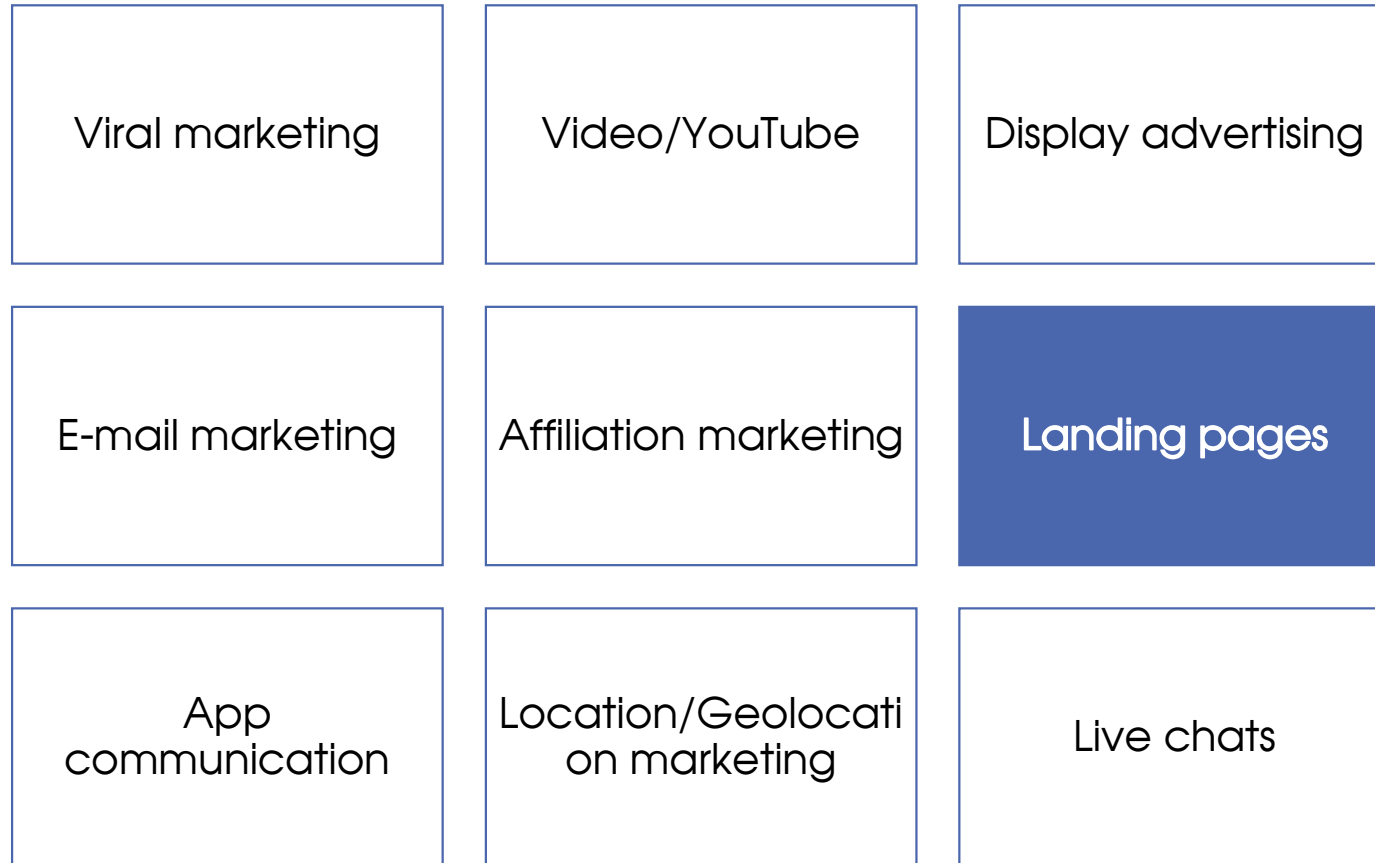 Viral marketing
Video/YouTube
Display advertising
E-mail marketing
Affiliation marketing
Landing pages
App
communication
Location/Geolocati
on marketing
Live chats